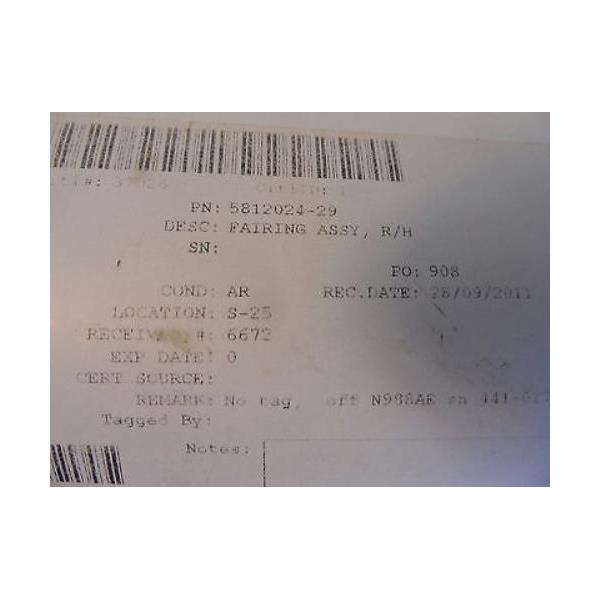 PN: 5812024-29
DESC: FAIRING ASSY, R/H
SN:
PO: 908
COND: AR REC.DATE: 28/09/2011
LOCATION: S-25
#: 6672
EXP DATE: 0
CERT SOURCE:
REMARK: No tag, off N988AE sn
Tagged By:
Notes: